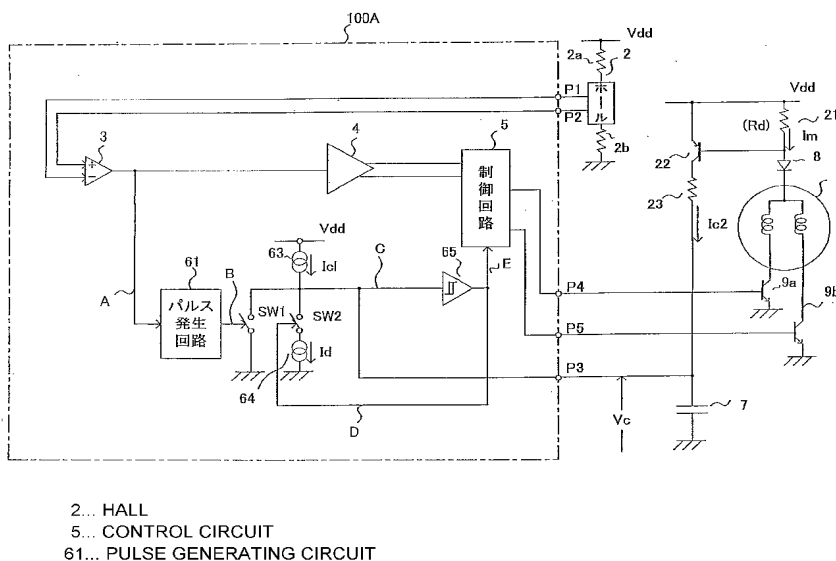 100A
Vdd
2a
2
P1
P2
ホール
2b
Vdd
21
(Rd)
Im
22
8
23
Ic2
3
4
5
制御回路
Vdd
63
Ic1
C
65
E
61
A
パルス
発生
回路
B
SW1
SW2
Id
64
D
P4
9a
9b
P5
P3
Vc
7
2... HALL
5... CONTROL CIRCUIT
61... PULSE GENERATING CIRCUIT